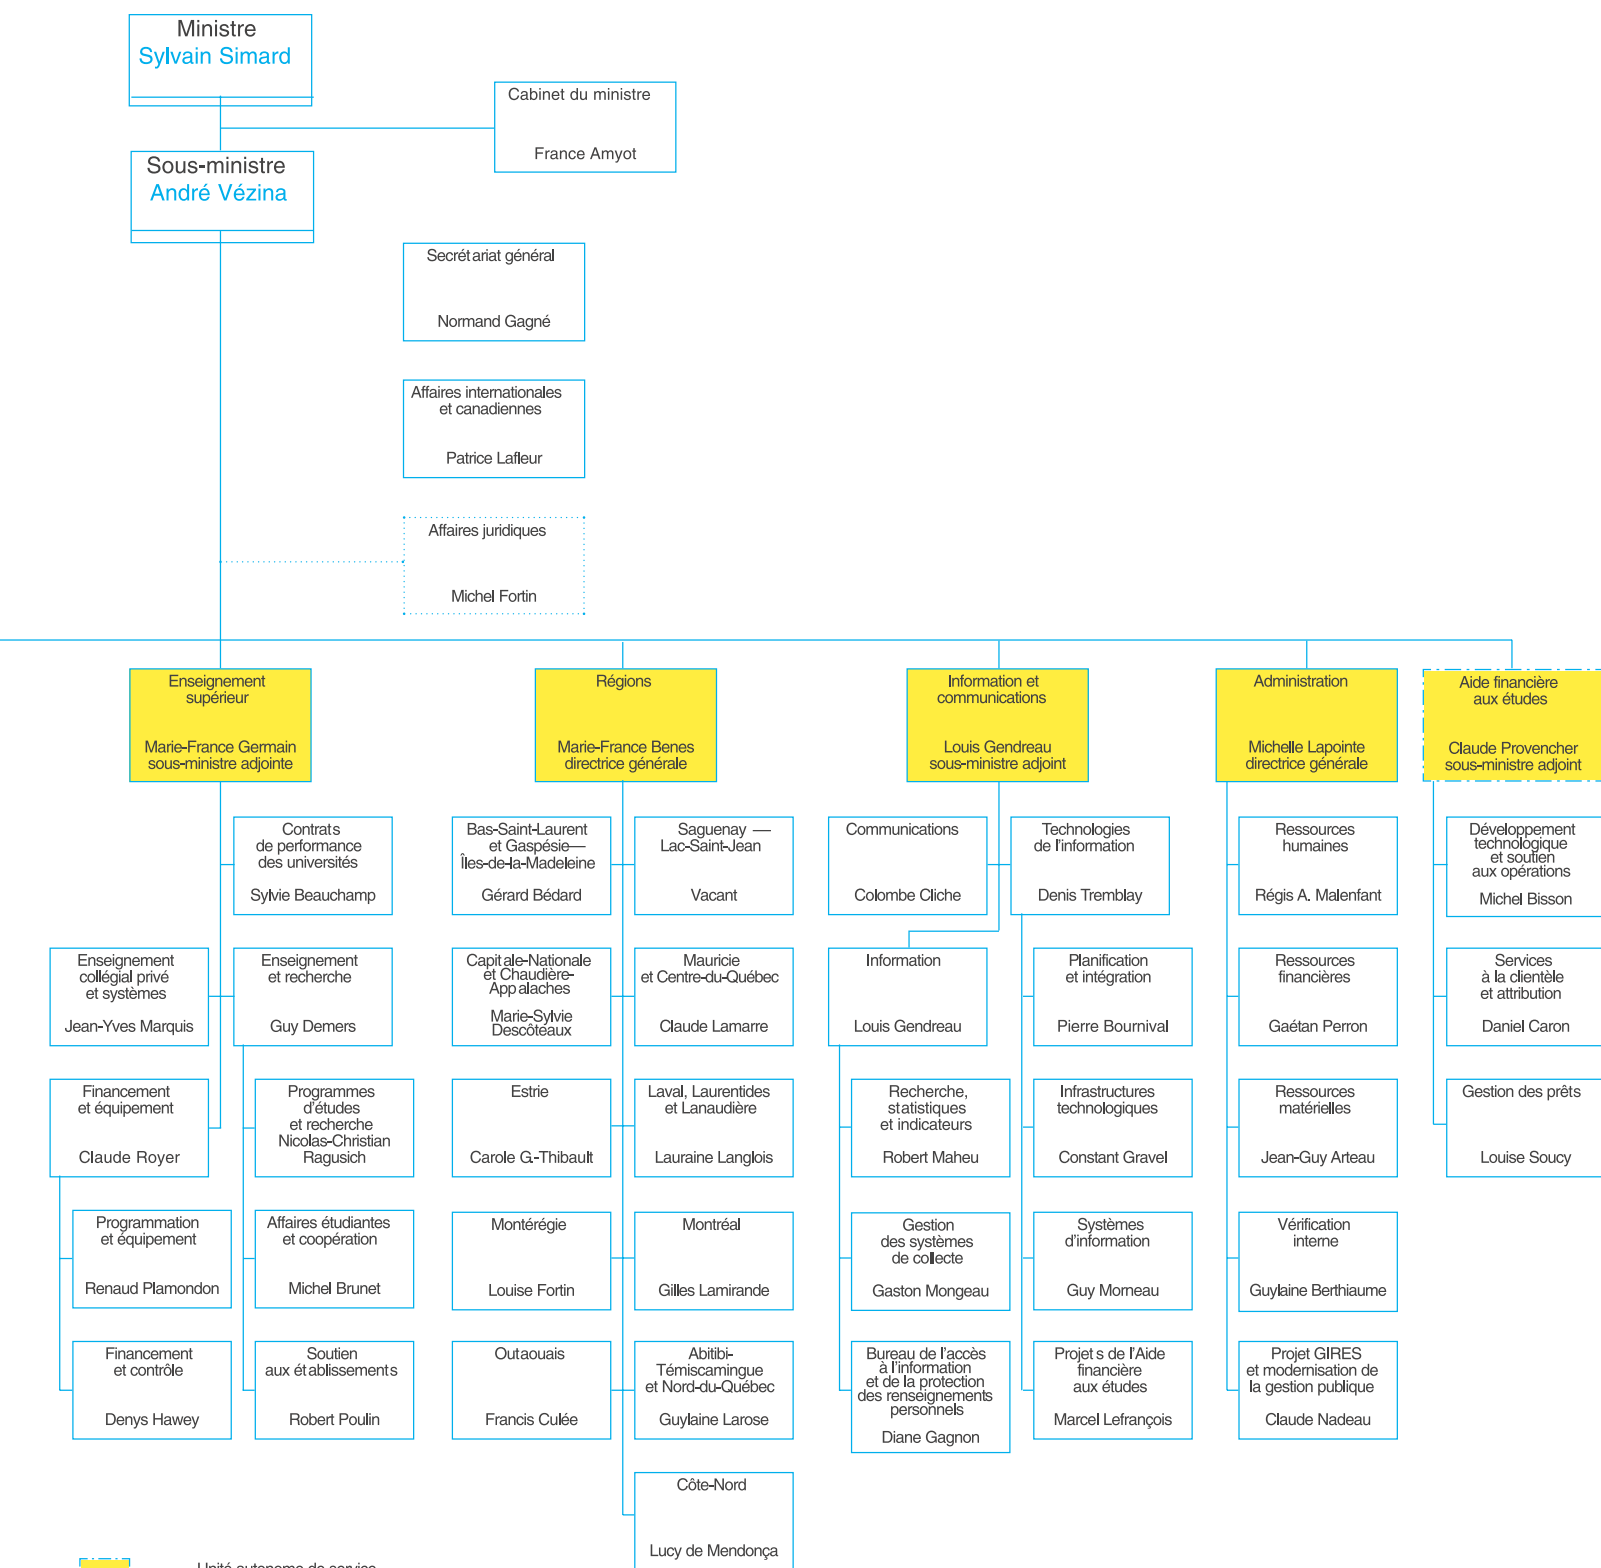 Ministre
Sylvain Simard
Cabinet du ministre
France Amyot
Sous-ministre
André Vézina
Secrétariat général
Normand Gagné
Affaires internationales
et canadiennes
Patrice Lafleur
Affaires juridiques
Michel Fortin
Enseignement
supérieur
Marie-France Germain
sous-ministre adjointe
Régions
Marie-France Benes
directrice générale
Information et
communications
Louis Gendreau
sous-ministre adjoint
Administration
Michelle Lapointe
directrice générale
Aide financière
aux études
Claude Provencher
sous-ministre adjoint
Contrats
de performance
des universités
Sylvie Beauchamp
Enseignement
collégial privé
et systèmes
Jean-Yves Marquis
Enseignement
et recherche
Guy Demers
Financement
et équipement
Claude Royer
Programmes
d'études
et recherche
Nicolas-Christian
Ragusich
Programmation
et équipement
Renaud Plamondon
Affaires étudiantes
et coopération
Michel Brunet
Financement
et contrôle
Denys Hawey
Soutien
aux établissements
Robert Poulin
Bas-Saint-Laurent
et Gaspésie—
Îles-de-la-Madeleine
Gérard Bédard
Saguenay —
Lac-Saint-Jean
Vacant
Capitale-Nationale
et Chaudière-
Appalaches
Marie-Sylvie
Descôteaux
Mauricie
et Centre-du-Québec
Claude Lamarre
Estrie
Carole G.-Thibault
Laval, Laurentides
et Lanaudière
Lauraine Langlois
Montérégie
Louise Fortin
Montréal
Gilles Lamirande
Outaouais
Francis Culée
Abitibi-
Témiscamingue
et Nord-du-Québec
Guylaine Larose
Côte-Nord
Lucy de Mendonça
Communications
Colombe Cliche
Technologies
de l'information
Denis Tremblay
Information
Louis Gendreau
Planification
et intégration
Pierre Bournival
Recherche,
statistiques
et indicateurs
Robert Maheu
Infrastructures
technologiques
Constant Gravel
Gestion
des systèmes
de collecte
Gaston Mongeau
Systèmes
d'information
Guy Morneau
Bureau de l'accès
à l'information
et de la protection
des renseignements
personnels
Diane Gagnon
Projets de l'Aide
financière
aux études
Marcel Lefrançois
Ressources
humaines
Régis A. Malenfant
Ressources
financières
Gaétan Perron
Ressources
matérielles
Jean-Guy Arteau
Vérification
interne
Guylaine Berthiaume
Projet GIRES
et modernisation de
la gestion publique
Claude Nadeau
Développement
technologique
et soutien
aux opérations
Michel Bisson
Services
à la clientèle
et attribution
Daniel Caron
Gestion des prêts
Louise Soucy
Unité autonome de service